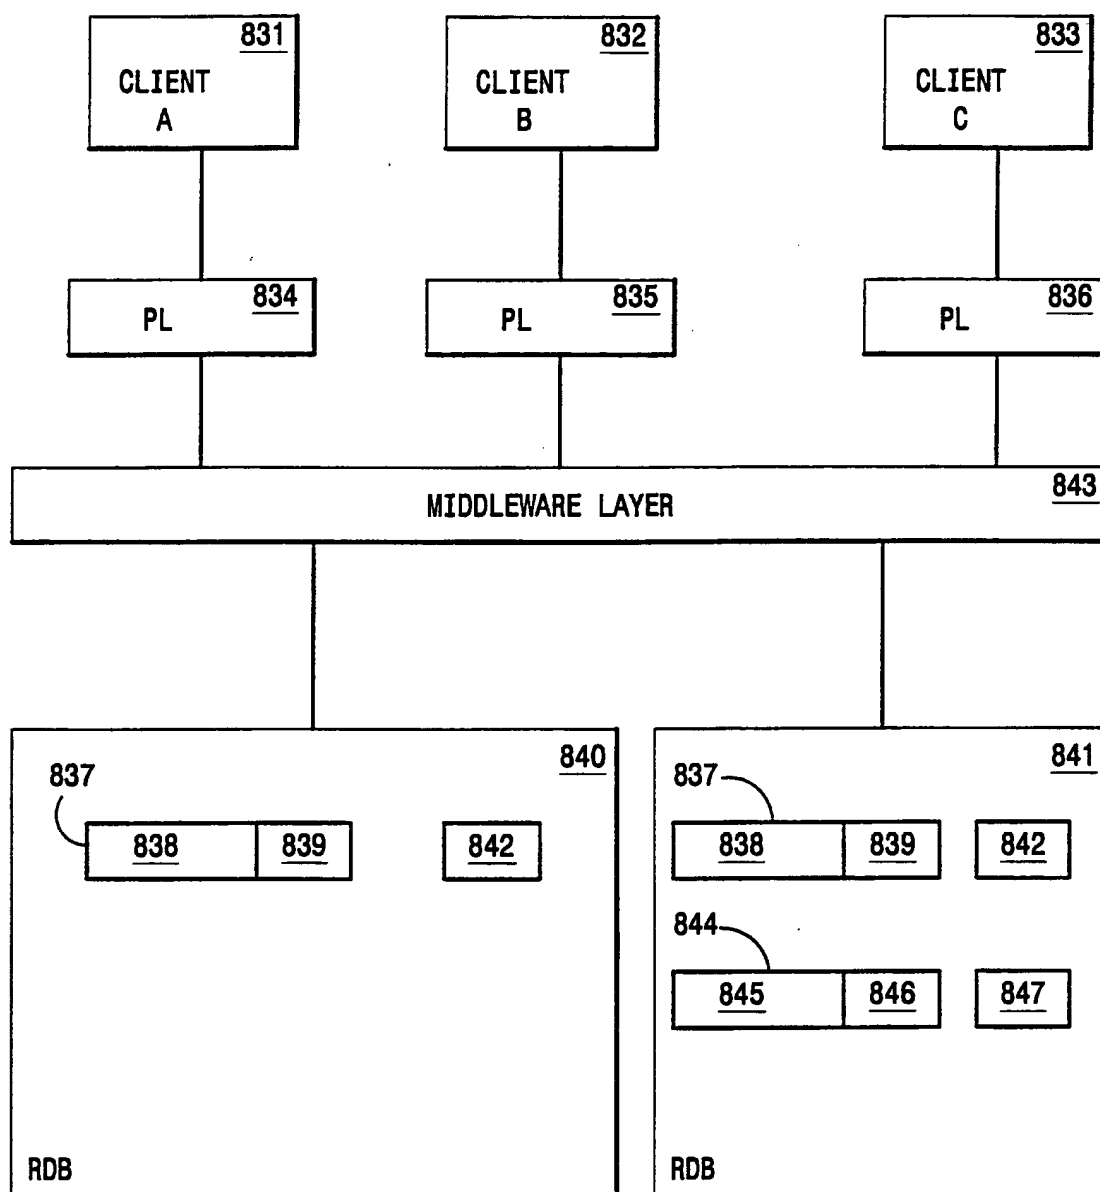 831
CLIENT
A
832
CLIENT
B
833
CLIENT
C
834
PL
835
PL
836
PL
843
MIDDLEWARE LAYER
840
837
838 839 842
RDB
841
837
838 839 842
844
845 846 847
RDB